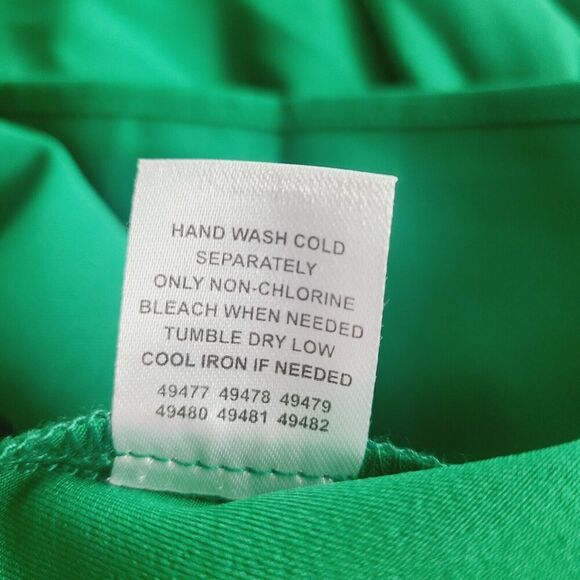 HAND WASH COLD
SEPARATELY
ONLY NON-CHLORINE
BLEACH WHEN NEEDED
TUMBLE DRY LOW
COOL IRON IF NEEDED
49477 49478 49479
49480 49481 49482